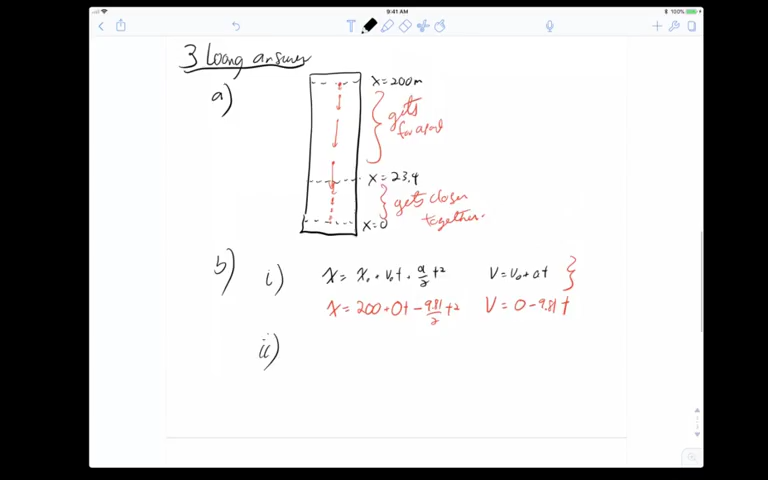 9:41 AM
100%
T
3 Loang answer
a)
x = 200m
gets
far apart
x = 23.4
gets closer
together.
x = 0
b)
i) x = x₀ + v₀t + a/2 t² V = V₀ + at }
x = 200 + 0t - 9.81/2 t² V = 0 - 9.81 t
ii)